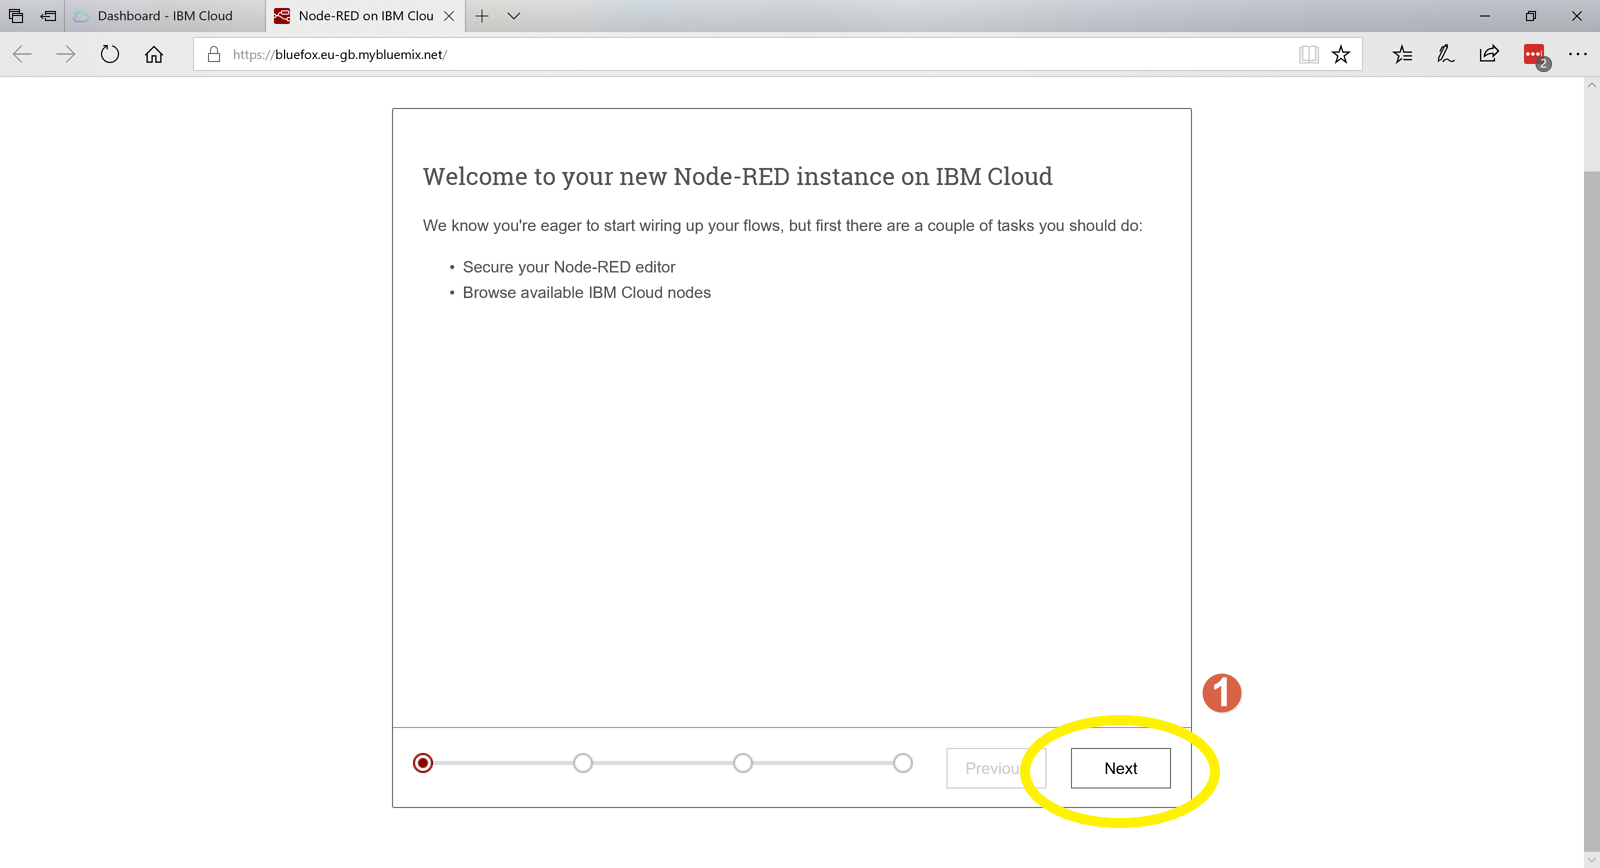 Dashboard - IBM Cloud
Node-RED on IBM Clou
https://bluefox.eu-gb.mybluemix.net/
2
Welcome to your new Node-RED instance on IBM Cloud
We know you're eager to start wiring up your flows, but first there are a couple of tasks you should do:
• Secure your Node-RED editor
• Browse available IBM Cloud nodes
1
Previou
Next